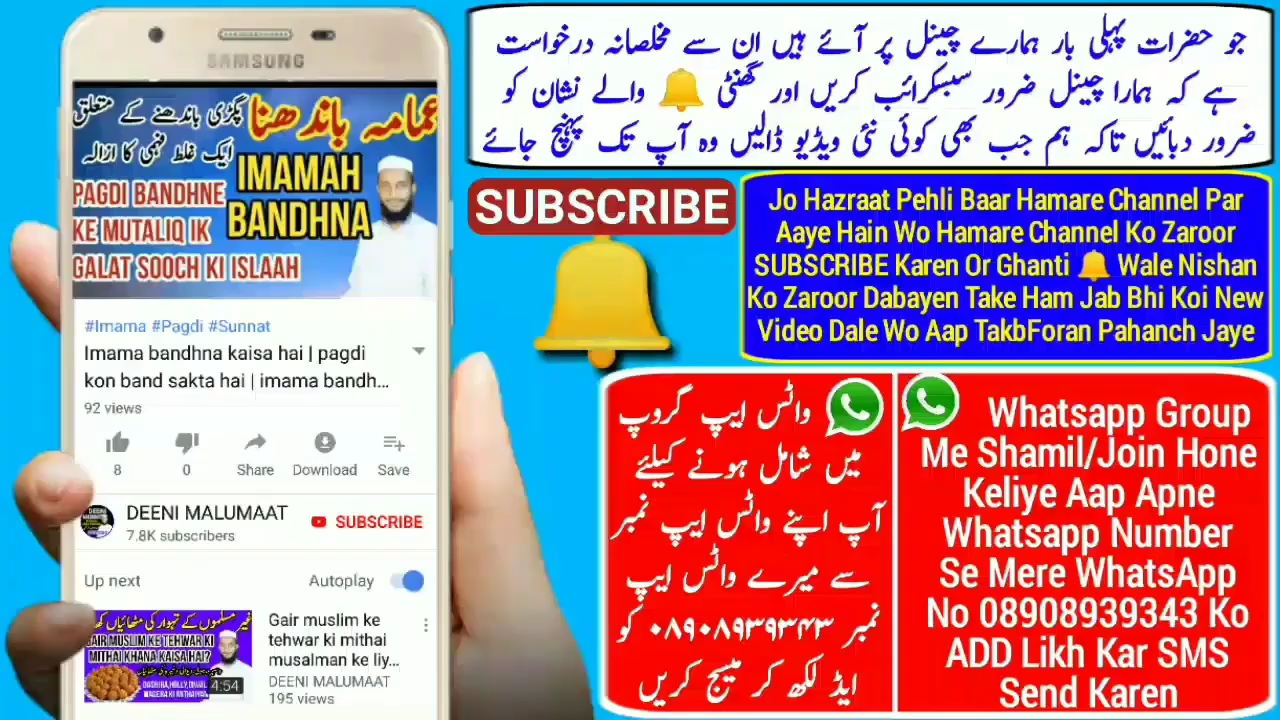 SAMSUNG
عمامہ باندھنا پگڑی باندھنے کے متعلق
ایک غلط فہمی کا ازالہ
IMAMAH
BANDHNA
PAGDI BANDHNE
KE MUTALIQ IK
GALAT SOOCH KI ISLAAH
#Imama #Pagdi #Sunnat
Imama bandhna kaisa hai | pagdi
kon band sakta hai | imama bandh...
92 views
8 0 Share Download Save
DEENI MALUMAAT
7.8K subscribers
SUBSCRIBE
Up next Autoplay
غیر مسلموں کے تہوار کی مٹھائیاں
GAIR MUSLIM KE TEHWAR KI
MITHAI KHANA KAISA HAI?
4:54
Gair muslim ke
tehwar ki mithai
musalman ke liy...
DEENI MALUMAAT
195 views
جو حضرات پہلی بار ہمارے چینل پر آئے ہیں ان سے مخلصانہ درخواست
ہے کہ ہمارا چینل ضرور سبسکرائب کریں اور گھنٹی 🔔 والے نشان کو
ضرور دبائیں تاکہ ہم جب بھی کوئی نئی ویڈیو ڈالیں وہ آپ تک پہنچ جائے
SUBSCRIBE
Jo Hazraat Pehli Baar Hamare Channel Par
Aaye Hain Wo Hamare Channel Ko Zaroor
SUBSCRIBE Karen Or Ghanti 🔔 Wale Nishan
Ko Zaroor Dabayen Take Ham Jab Bhi Koi New
Video Dale Wo Aap TakbForan Pahanch Jaye
واٹس ایپ گروپ
میں شامل ہونے کیلئے
آپ اپنے واٹس ایپ نمبر
سے میرے واٹس ایپ
نمبر ۰۸۹۰۸۹۳۹۳۴۳ کو
ایڈ لکھ کر میسج کریں
Whatsapp Group
Me Shamil/Join Hone
Keliye Aap Apne
Whatsapp Number
Se Mere WhatsApp
No 08908939343 Ko
ADD Likh Kar SMS
Send Karen